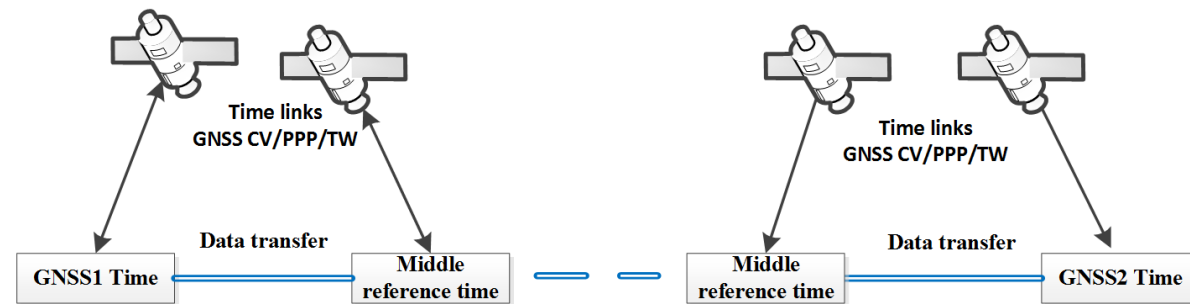 Time links
GNSS CV/PPP/TW
Time links
GNSS CV/PPP/TW
Data transfer
Data transfer
GNSS1 Time
Middle
reference time
Middle
reference time
GNSS2 Time